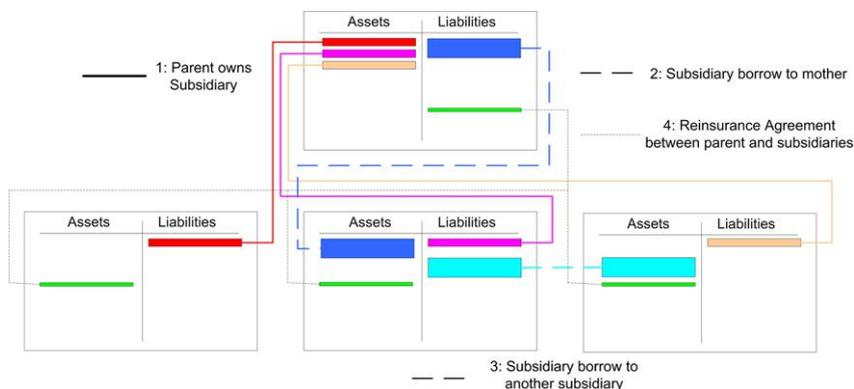 Assets Liabilities
1: Parent owns
Subsidiary
2: Subsidiary borrow to mother
4: Reinsurance Agreement
between parent and subsidiaries
Assets Liabilities
Assets Liabilities
Assets Liabilities
3: Subsidiary borrow to
another subsidiary